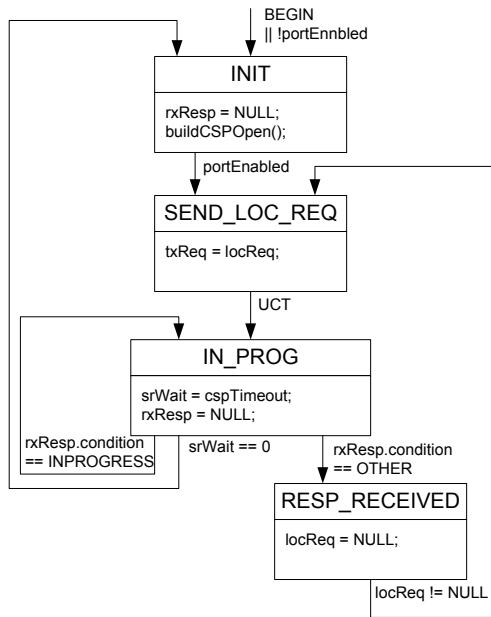 BEGIN
|| !portEnnbled
INIT
rxResp = NULL;
buildCSPOpen();
portEnabled
SEND_LOC_REQ
txReq = locReq;
UCT
IN_PROG
srWait = cspTimeout;
rxResp = NULL;
rxResp.condition
== INPROGRESS
srWait == 0
rxResp.condition
== OTHER
RESP_RECEIVED
locReq = NULL;
locReq != NULL